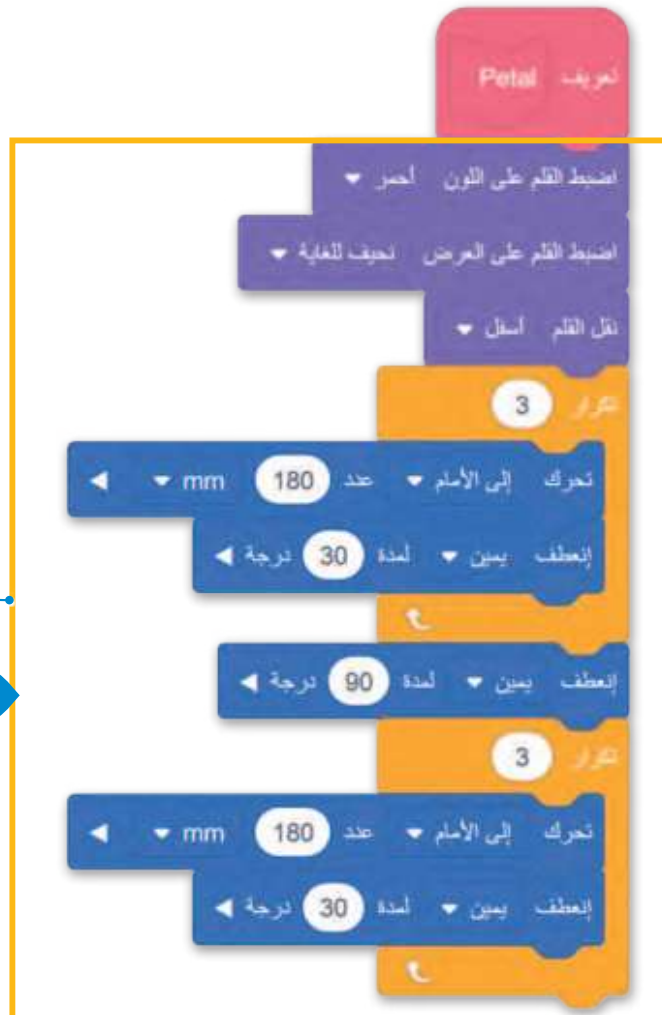 تعريف Petal
اضبط القلم على اللون أحمر
اضبط القلم على العرض نحيف للغاية
نقل القلم أسفل
تكرار 3
تحرك إلى الأمام عدد 180 mm
إنعطف يمين لمدة 30 درجة
إنعطف يمين لمدة 90 درجة
تكرار 3
تحرك إلى الأمام عدد 180 mm
إنعطف يمين لمدة 30 درجة